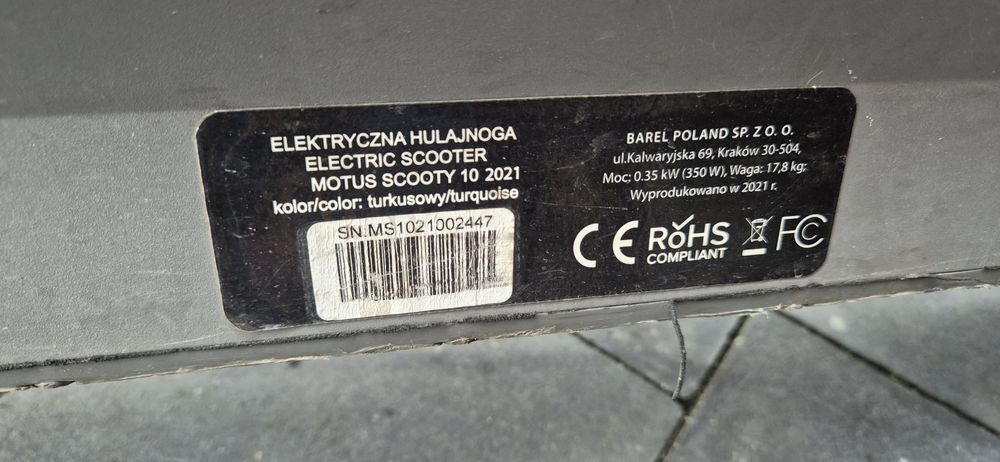 ELEKTRYCZNA HULAJNOGA
ELECTRIC SCOOTER
MOTUS SCOOTY 10 2021
kolor/color: turkusowy/turquoise
SN:MS1021002447
BAREL POLAND SP. Z O. O.
ul.Kalwaryjska 69, Kraków 30-504,
Moc: 0.35 kW (350 W), Waga: 17,8 kg;
Wyprodukowano w 2021 r.
CE RoHS FC
COMPLIANT